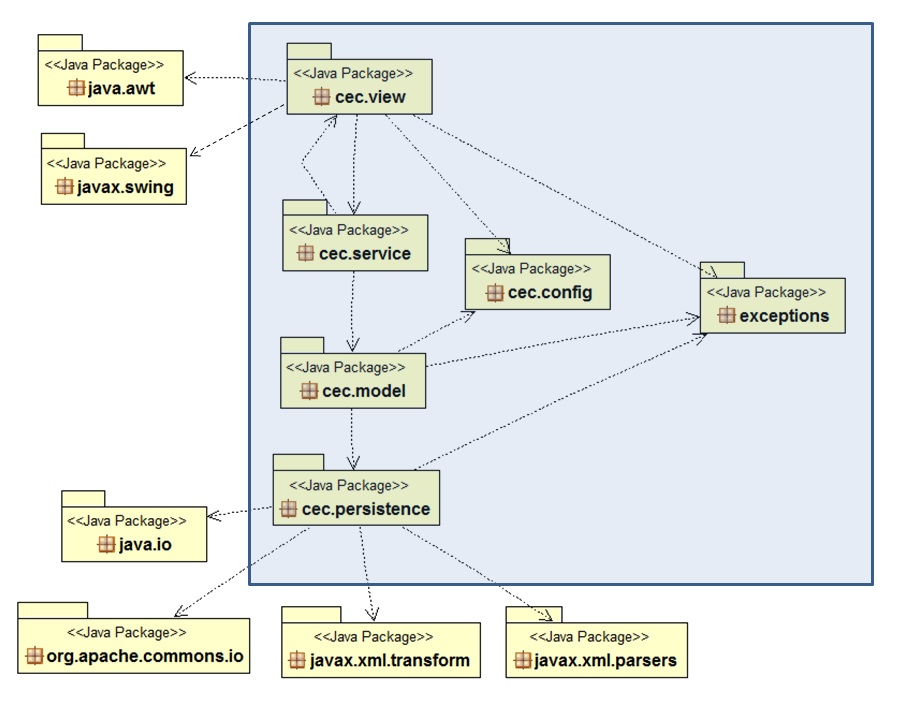 <<Java Package>>
java.awt
<<Java Package>>
cec.view
<<Java Package>>
javax.swing
<<Java Package>>
cec.service
<<Java Package>>
cec.config
<<Java Package>>
exceptions
<<Java Package>>
cec.model
<<Java Package>>
cec.persistence
<<Java Package>>
java.io
<<Java Package>>
org.apache.commons.io
<<Java Package>>
javax.xml.transform
<<Java Package>>
javax.xml.parsers